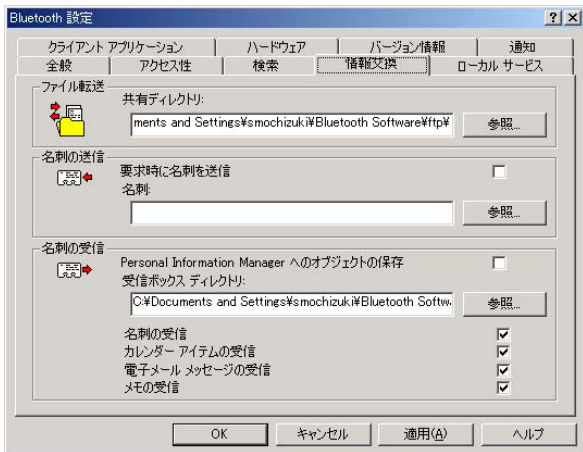 Bluetooth 設定
クライアント アプリケーション ハードウェア バージョン情報 通知
全般 アクセス性 検索 情報交換 ローカル サービス
ファイル転送
共有ディレクトリ:
ments and Settings¥smochizuki¥Bluetooth Software¥ftp¥ 参照...
名刺の送信
要求時に名刺を送信
名刺:
参照...
名刺の受信
Personal Information Manager へのオブジェクトの保存
受信ボックス ディレクトリ:
C:¥Documents and Settings¥smochizuki¥Bluetooth Softw 参照...
名刺の受信
カレンダー アイテムの受信
電子メール メッセージの受信
メモの受信
OK キャンセル 適用(A) ヘルプ